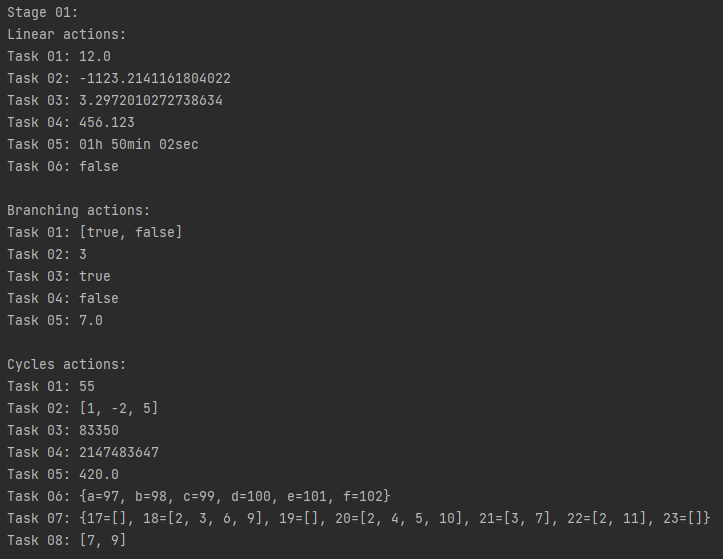 Stage 01:
Linear actions:
Task 01: 12.0
Task 02: -1123.2141161804022
Task 03: 3.2972010272738634
Task 04: 456.123
Task 05: 01h 50min 02sec
Task 06: false
Branching actions:
Task 01: [true, false]
Task 02: 3
Task 03: true
Task 04: false
Task 05: 7.0
Cycles actions:
Task 01: 55
Task 02: [1, -2, 5]
Task 03: 83350
Task 04: 2147483647
Task 05: 420.0
Task 06: {a=97, b=98, c=99, d=100, e=101, f=102}
Task 07: {17=[], 18=[2, 3, 6, 9], 19=[], 20=[2, 4, 5, 10], 21=[3, 7], 22=[2, 11], 23=[]}
Task 08: [7, 9]